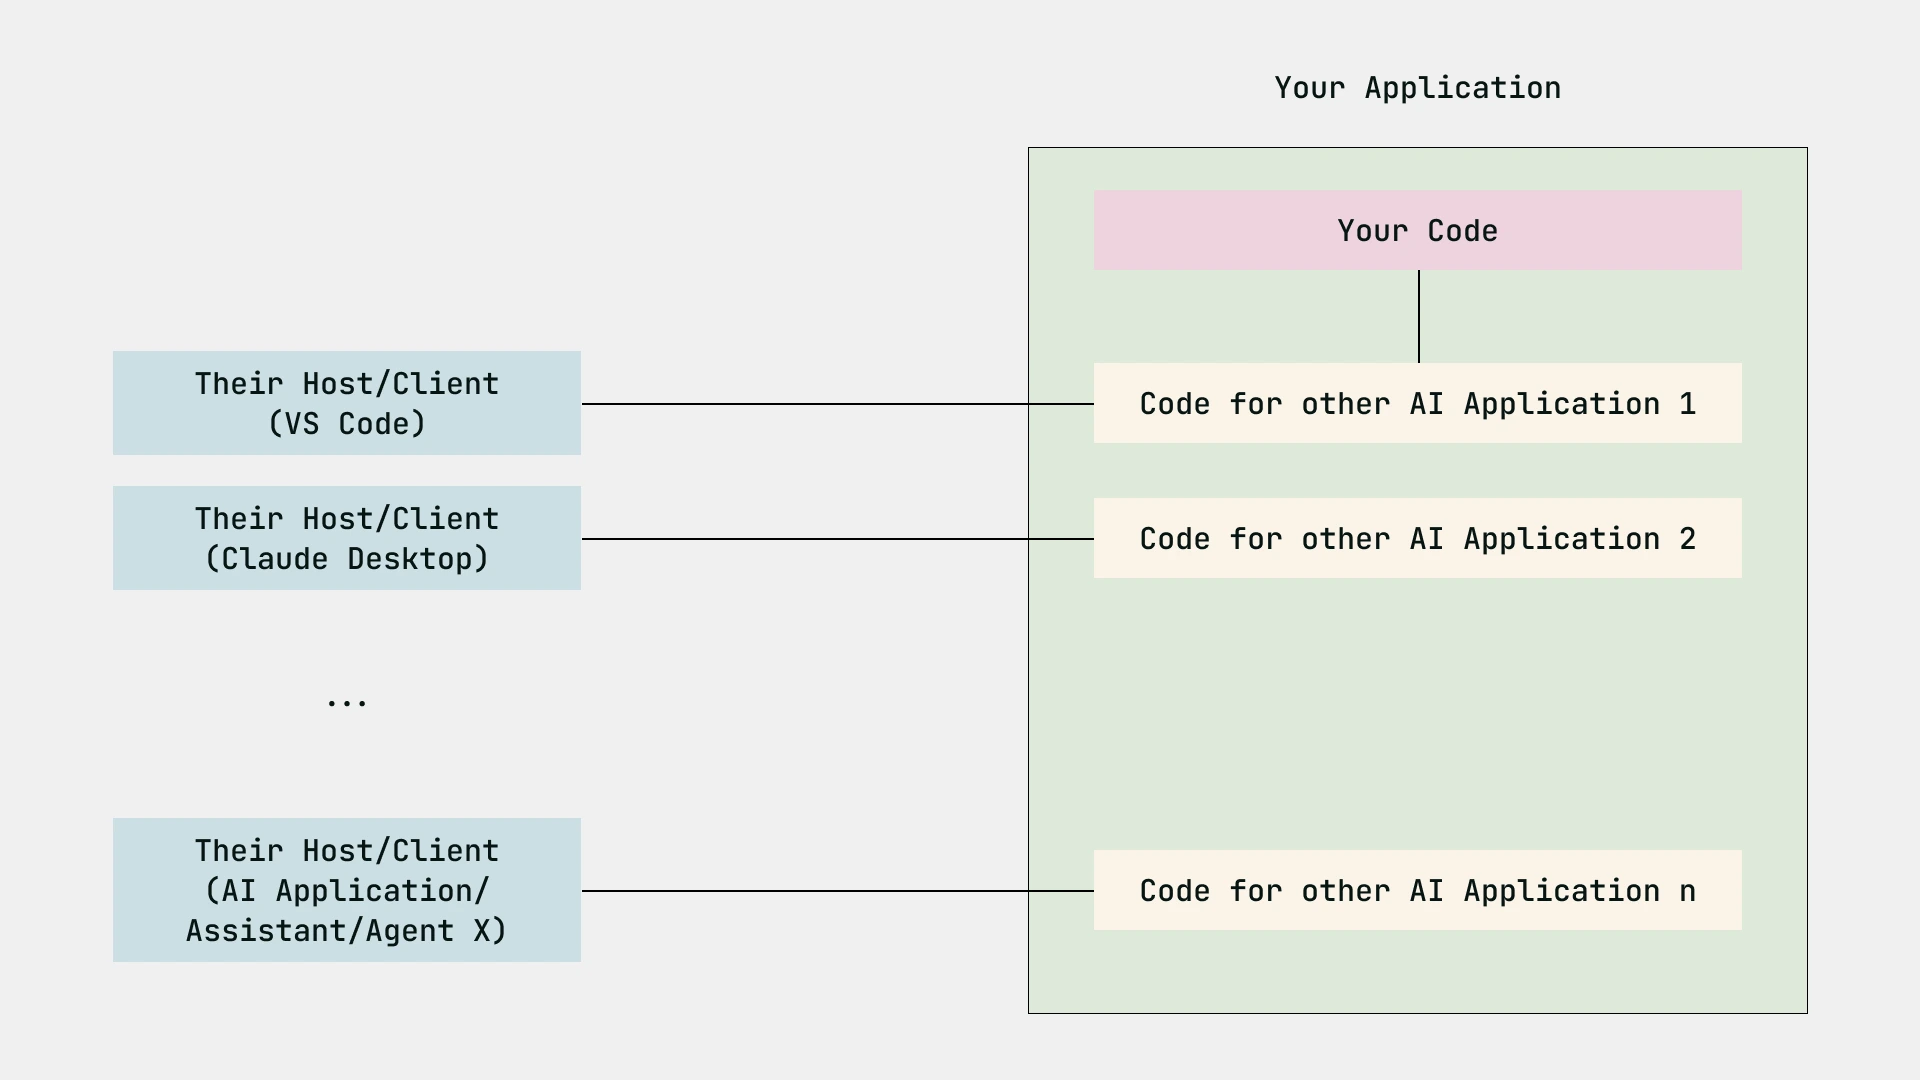 Your Application
Your Code
Their Host/Client
(VS Code)
Code for other AI Application 1
Their Host/Client
(Claude Desktop)
Code for other AI Application 2
...
Their Host/Client
(AI Application/
Assistant/Agent X)
Code for other AI Application n